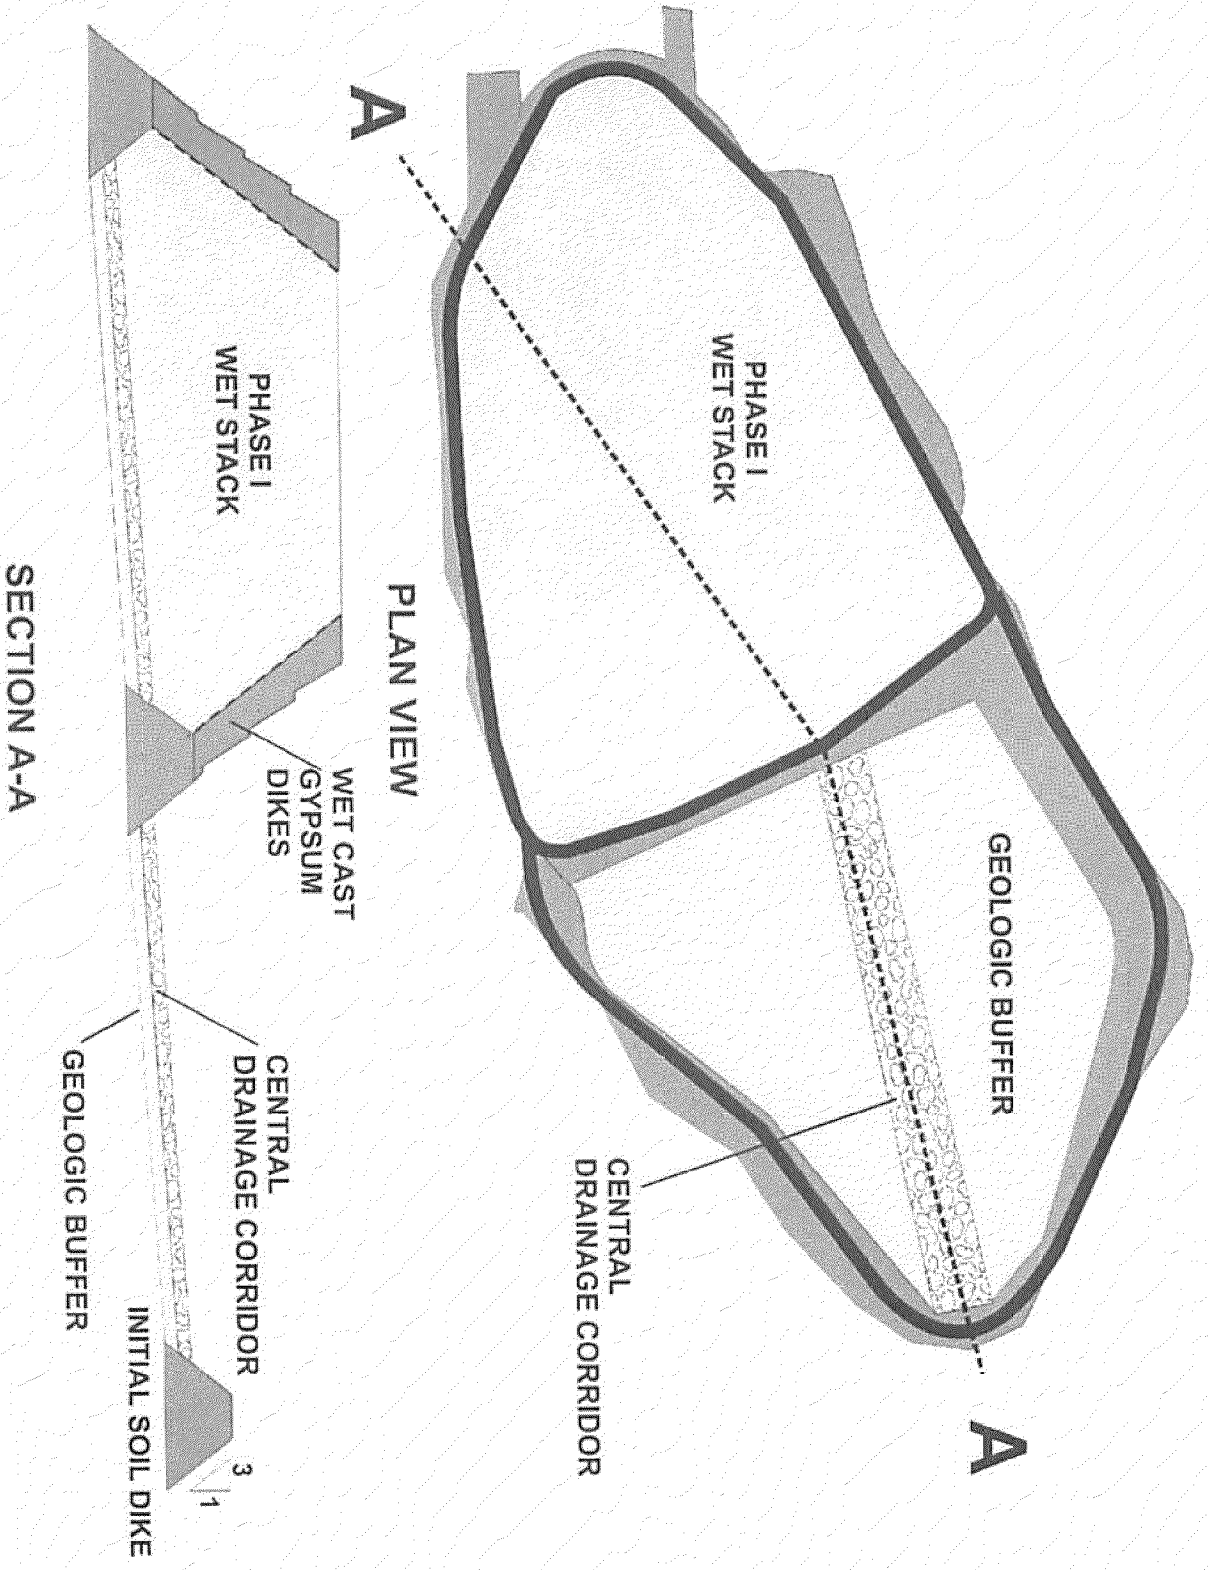 A
PHASE I
WET STACK
GEOLOGIC BUFFER
CENTRAL
DRAINAGE CORRIDOR
A
PLAN VIEW
PHASE I
WET STACK
WET CAST
GYPSUM
DIKES
CENTRAL
DRAINAGE CORRIDOR
GEOLOGIC BUFFER
INITIAL SOIL DIKE
3
1
SECTION A-A